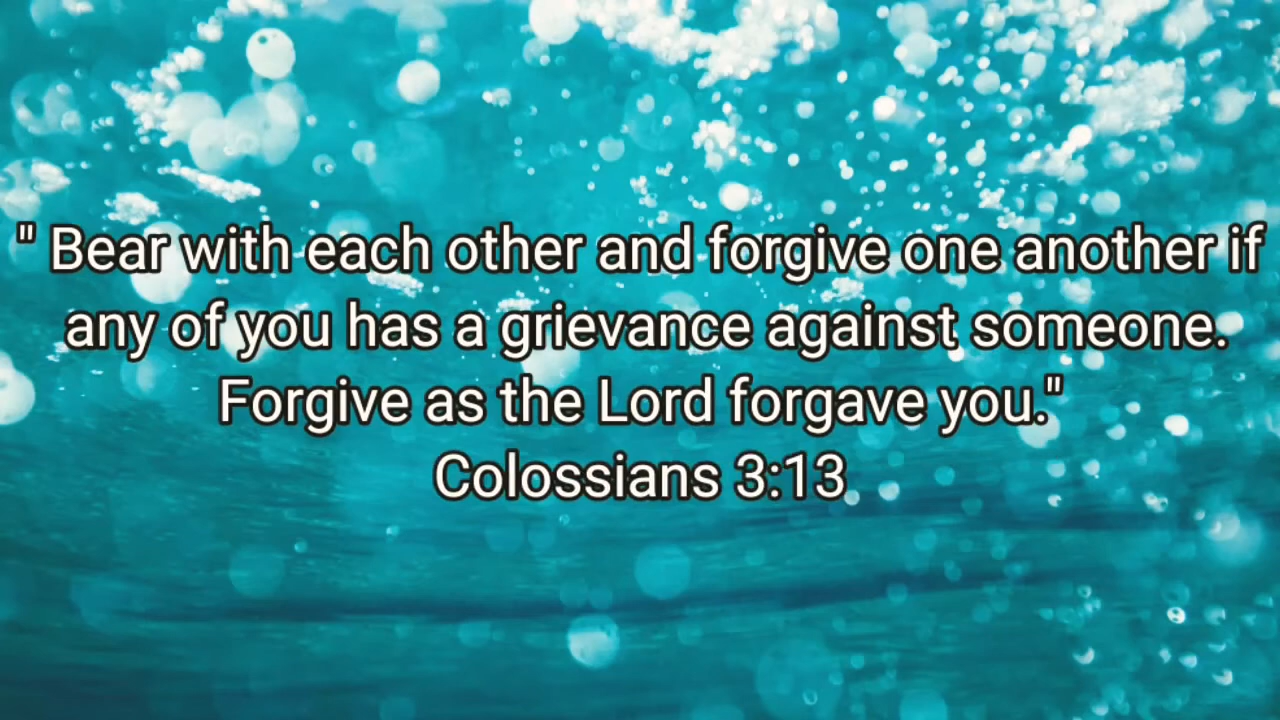 " Bear with each other and forgive one another if
any of you has a grievance against someone.
Forgive as the Lord forgave you."
Colossians 3:13